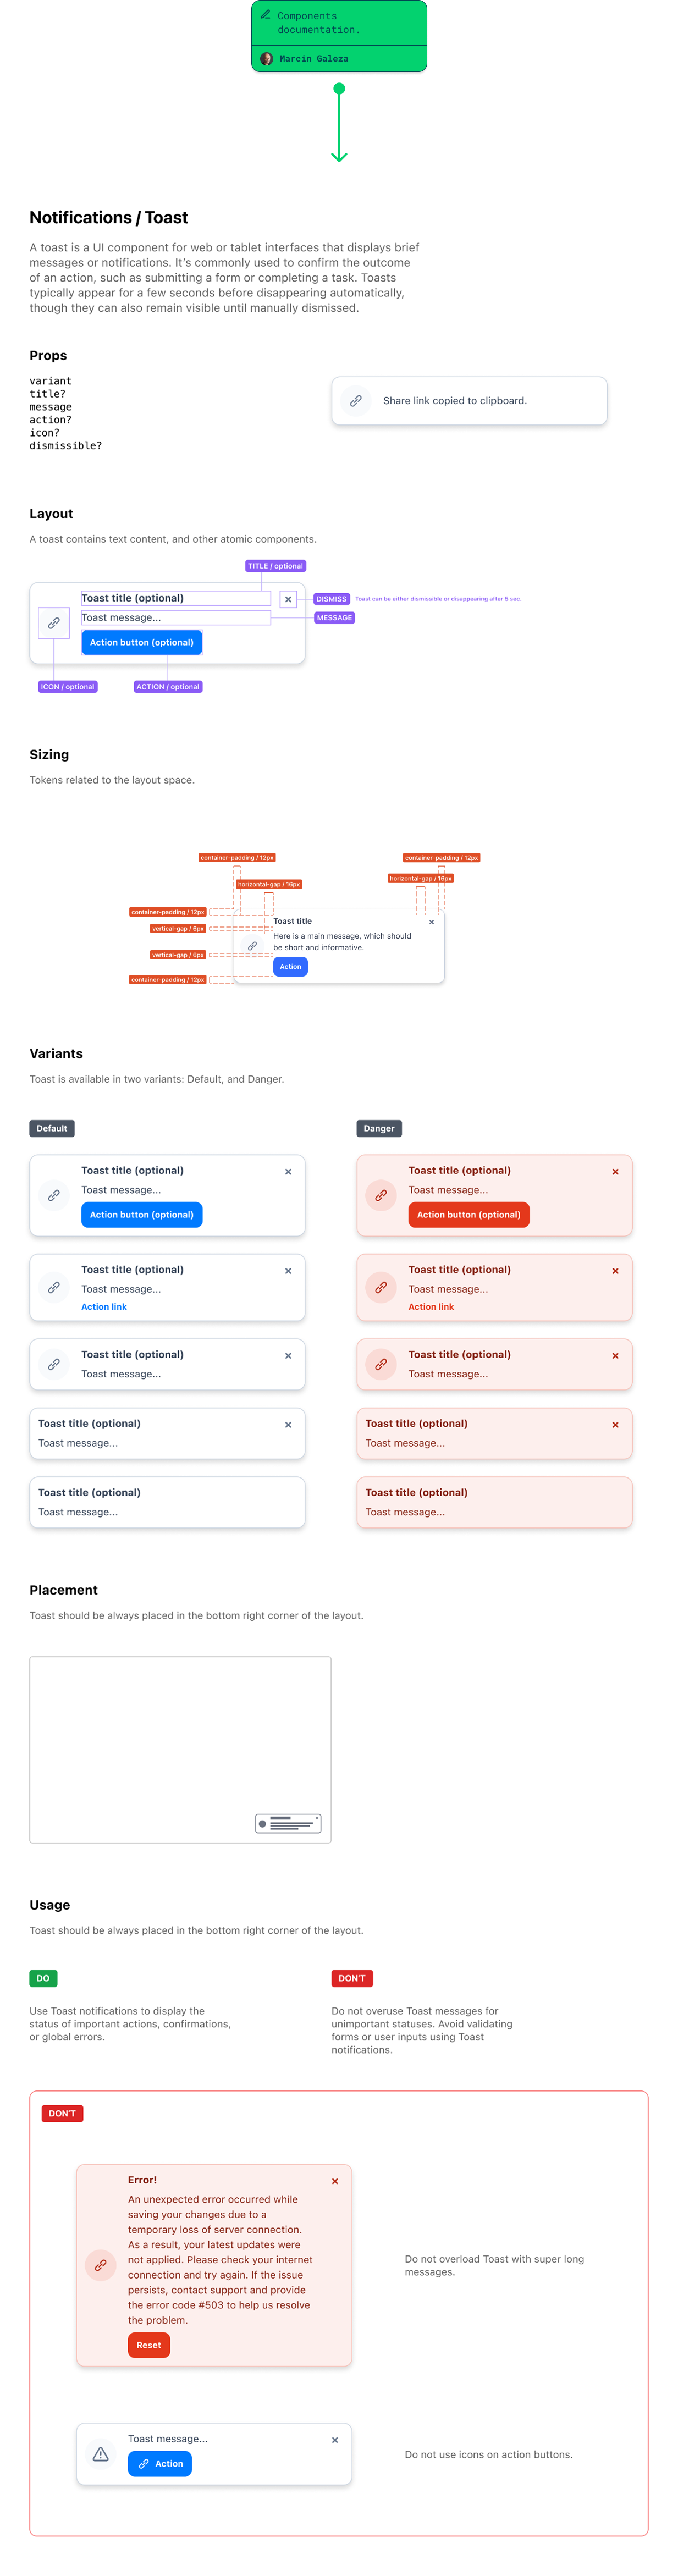 Components
documentation.
Marcin Galeza
Notifications / Toast
A toast is a UI component for web or tablet interfaces that displays brief
messages or notifications. It’s commonly used to confirm the outcome
of an action, such as submitting a form or completing a task. Toasts
typically appear for a few seconds before disappearing automatically,
though they can also remain visible until manually dismissed.
Props
variant
title?
message
action?
icon?
dismissible?
Share link copied to clipboard.
Layout
A toast contains text content, and other atomic components.
TITLE / optional
Toast title (optional)
DISMISS
Toast can be either dismissible or disappearing after 5 sec.
Toast message...
MESSAGE
Action button (optional)
ICON / optional
ACTION / optional
Sizing
Tokens related to the layout space.
container-padding / 12px
container-padding / 12px
horizontal-gap / 16px
horizontal-gap / 16px
container-padding / 12px
Toast title
vertical-gap / 6px
Here is a main message, which should
be short and informative.
vertical-gap / 6px
Action
container-padding / 12px
Variants
Toast is available in two variants: Default, and Danger.
Default
Toast title (optional)
Toast message...
Action button (optional)
Toast title (optional)
Toast message...
Action link
Toast title (optional)
Toast message...
Toast title (optional)
Toast message...
Toast title (optional)
Toast message...
Danger
Toast title (optional)
Toast message...
Action button (optional)
Toast title (optional)
Toast message...
Action link
Toast title (optional)
Toast message...
Toast title (optional)
Toast message...
Toast title (optional)
Toast message...
Placement
Toast should be always placed in the bottom right corner of the layout.
Usage
Toast should be always placed in the bottom right corner of the layout.
DO
Use Toast notifications to display the
status of important actions, confirmations,
or global errors.
DON'T
Do not overuse Toast messages for
unimportant statuses. Avoid validating
forms or user inputs using Toast
notifications.
DON'T
Error!
An unexpected error occurred while
saving your changes due to a
temporary loss of server connection.
As a result, your latest updates were
not applied. Please check your internet
connection and try again. If the issue
persists, contact support and provide
the error code #503 to help us resolve
the problem.
Reset
Do not overload Toast with super long
messages.
Toast message...
Action
Do not use icons on action buttons.